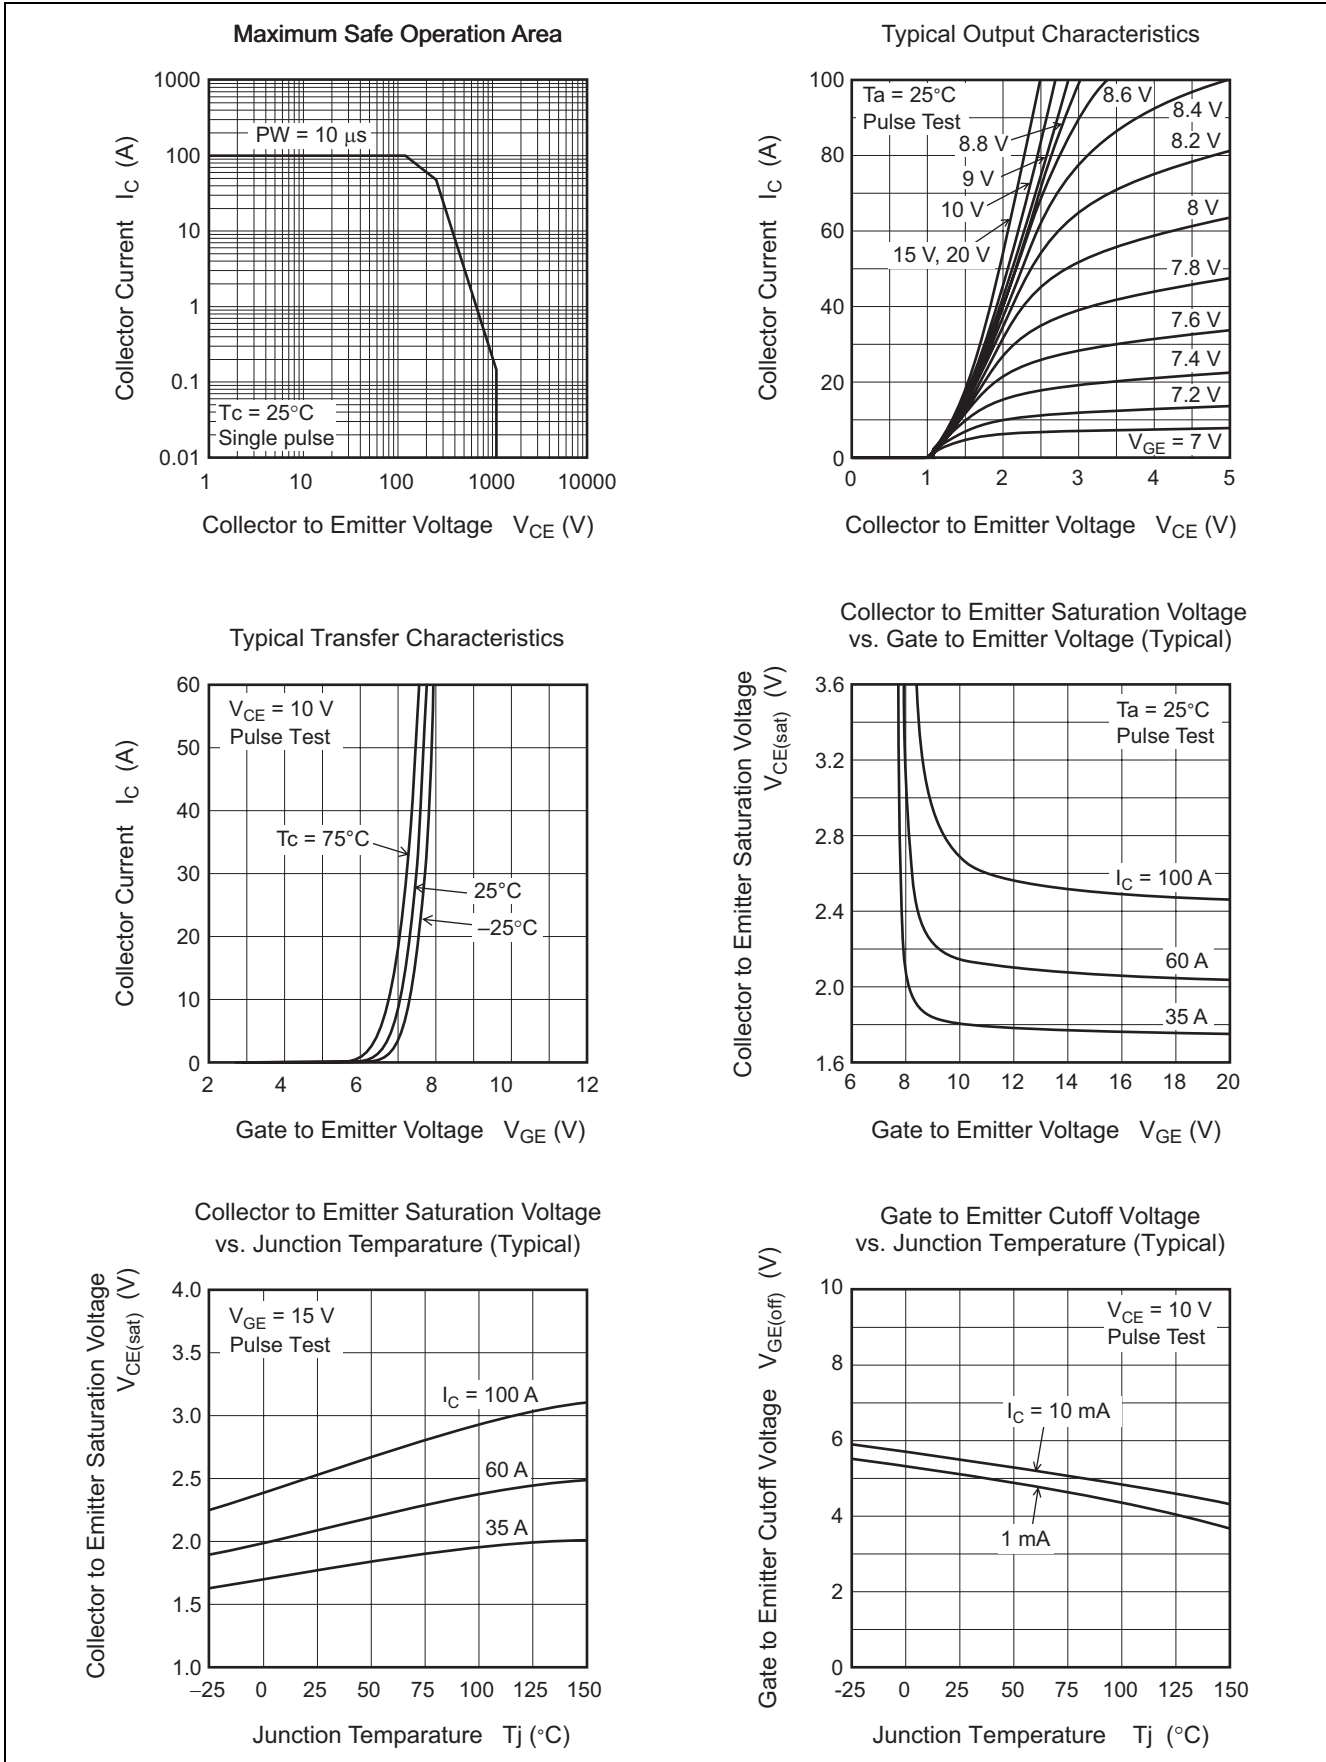 Maximum Safe Operation Area
Collector Current IC (A)
1000
100
10
1
0.1
0.01
PW = 10 μs
Tc = 25°C
Single pulse
1 10 100 1000 10000
Collector to Emitter Voltage VCE (V)
Typical Output Characteristics
Collector Current IC (A)
100
80
60
40
20
0
Ta = 25°C
Pulse Test
8.8 V
9 V
10 V
15 V, 20 V
8.6 V
8.4 V
8.2 V
8 V
7.8 V
7.6 V
7.4 V
7.2 V
VGE = 7 V
0 1 2 3 4 5
Collector to Emitter Voltage VCE (V)
Typical Transfer Characteristics
Collector Current IC (A)
60
50
40
30
20
10
0
VCE = 10 V
Pulse Test
Tc = 75°C
25°C
–25°C
2 4 6 8 10 12
Gate to Emitter Voltage VGE (V)
Collector to Emitter Saturation Voltage
vs. Gate to Emitter Voltage (Typical)
Collector to Emitter Saturation Voltage
VCE(sat) (V)
3.6
3.2
2.8
2.4
2.0
1.6
Ta = 25°C
Pulse Test
IC = 100 A
60 A
35 A
6 8 10 12 14 16 18 20
Gate to Emitter Voltage VGE (V)
Collector to Emitter Saturation Voltage
vs. Junction Temparature (Typical)
Collector to Emitter Saturation Voltage
VCE(sat) (V)
4.0
3.5
3.0
2.5
2.0
1.5
1.0
VGE = 15 V
Pulse Test
IC = 100 A
60 A
35 A
–25 0 25 50 75 100 125 150
Junction Temparature Tj (°C)
Gate to Emitter Cutoff Voltage
vs. Junction Temperature (Typical)
Gate to Emitter Cutoff Voltage VGE(off) (V)
10
8
6
4
2
0
VCE = 10 V
Pulse Test
IC = 10 mA
1 mA
-25 0 25 50 75 100 125 150
Junction Temperature Tj (°C)